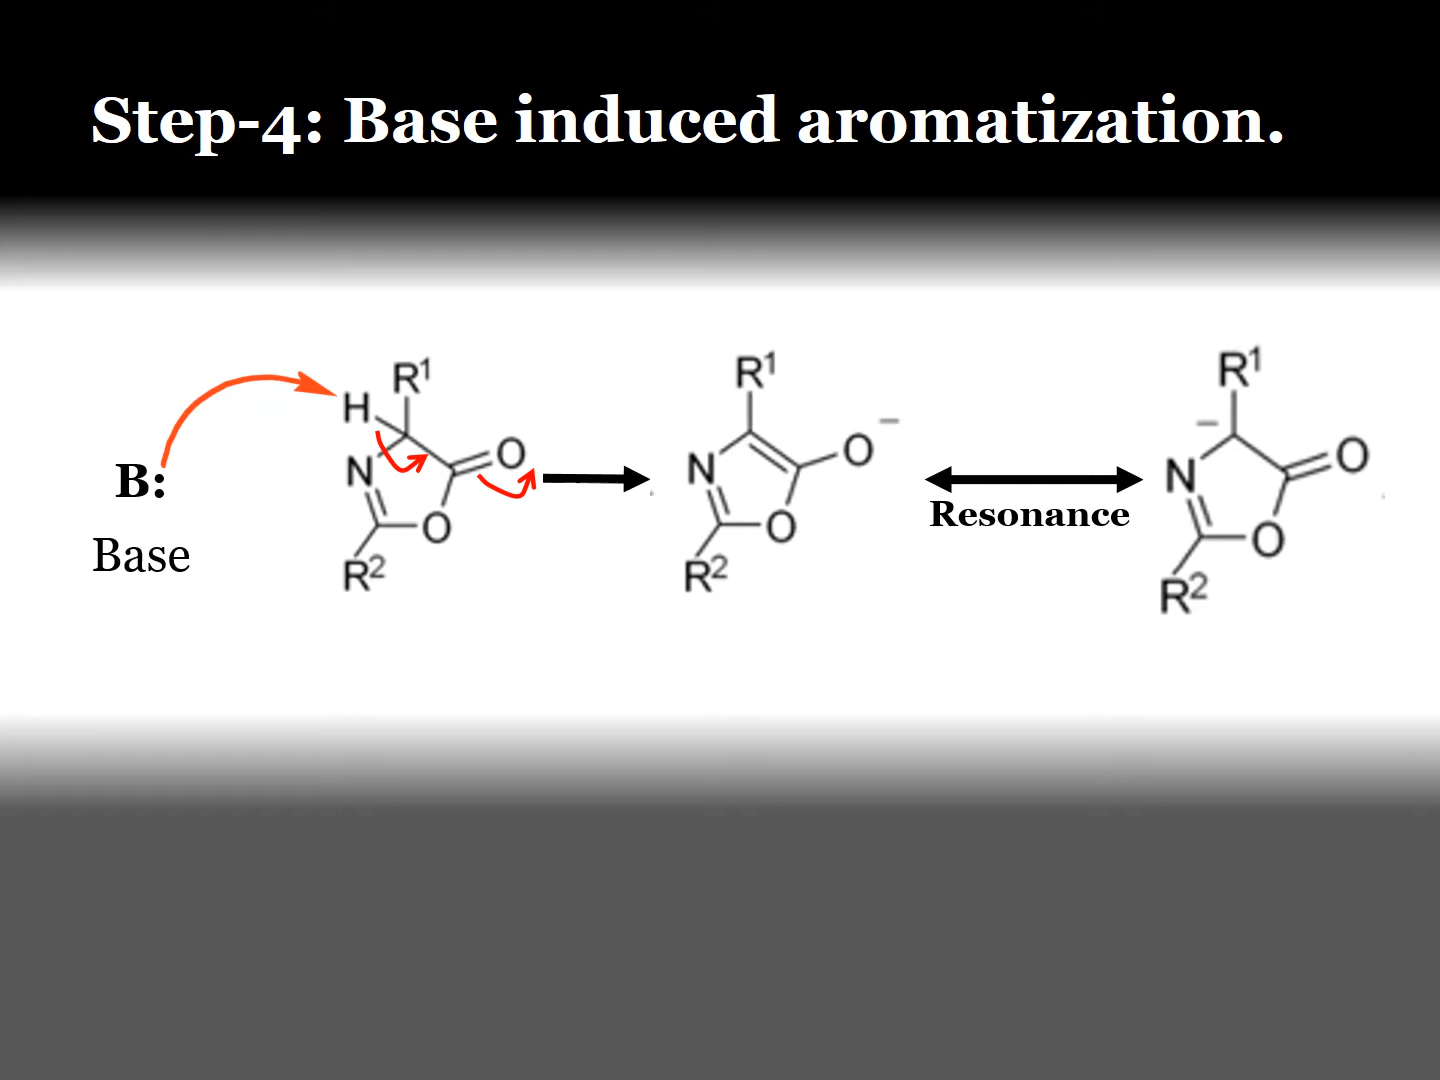 Step-4: Base induced aromatization.
B:
Base
H
R¹
O
N
O
R²
R¹
O⁻
N
O
R²
Resonance
R¹
–
O
N
O
R²